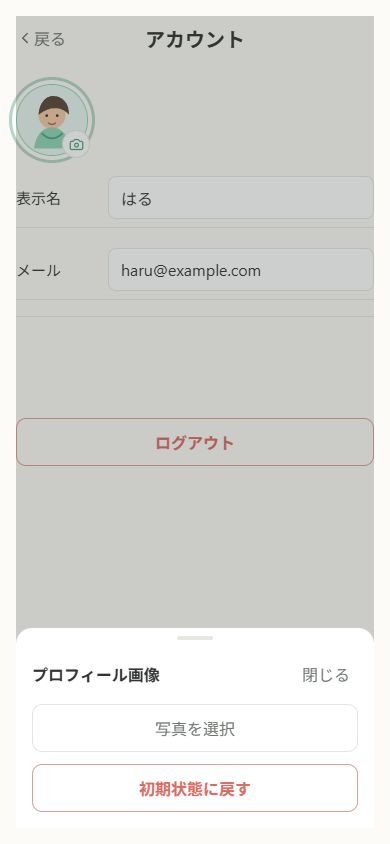 戻る
アカウント
表示名
はる
メール
haru@example.com
ログアウト
プロフィール画像
閉じる
写真を選択
初期状態に戻す